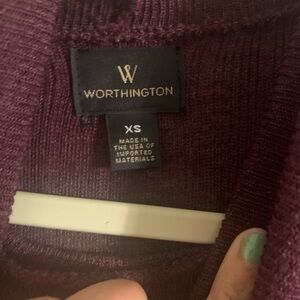 W
WORTHINGTON
XS
MADE IN
THE USA OF
IMPORTED
MATERIALS